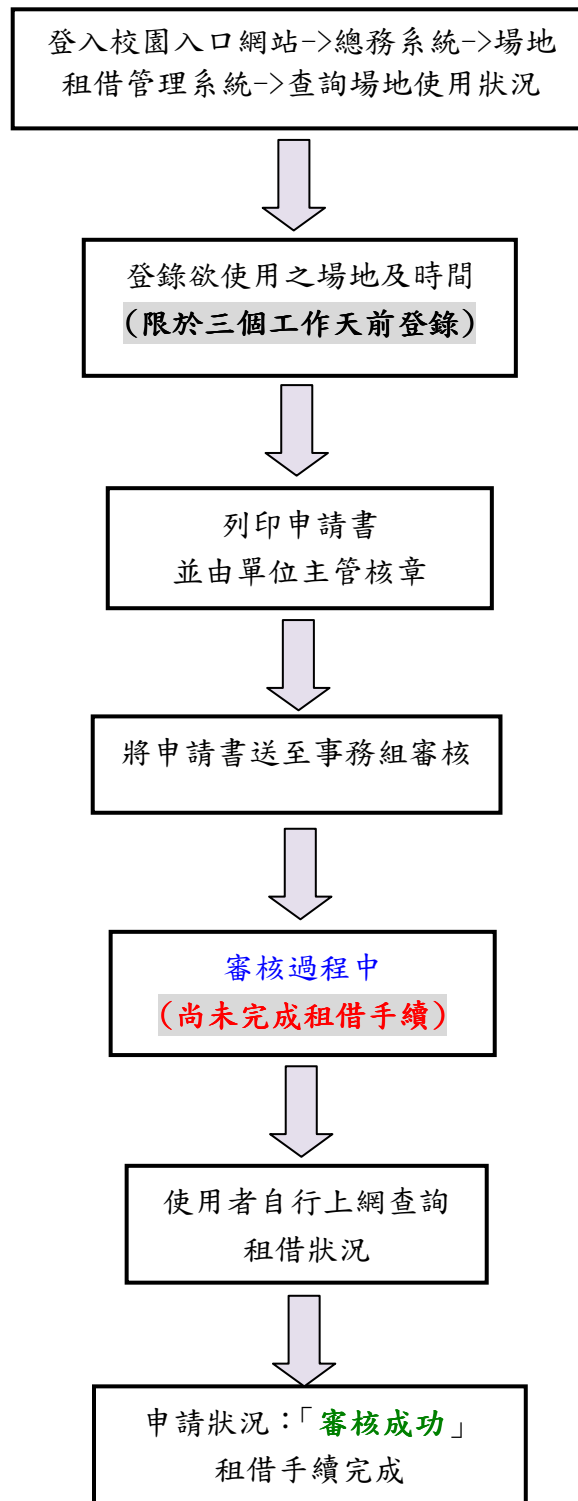 登入校園入口網站->總務系統->場地
租借管理系統->查詢場地使用狀況
登錄欲使用之場地及時間
(限於三個工作天前登錄)
列印申請書
並由單位主管核章
將申請書送至事務組審核
審核過程中
(尚未完成租借手續)
使用者自行上網查詢
租借狀況
申請狀況：「審核成功」
租借手續完成